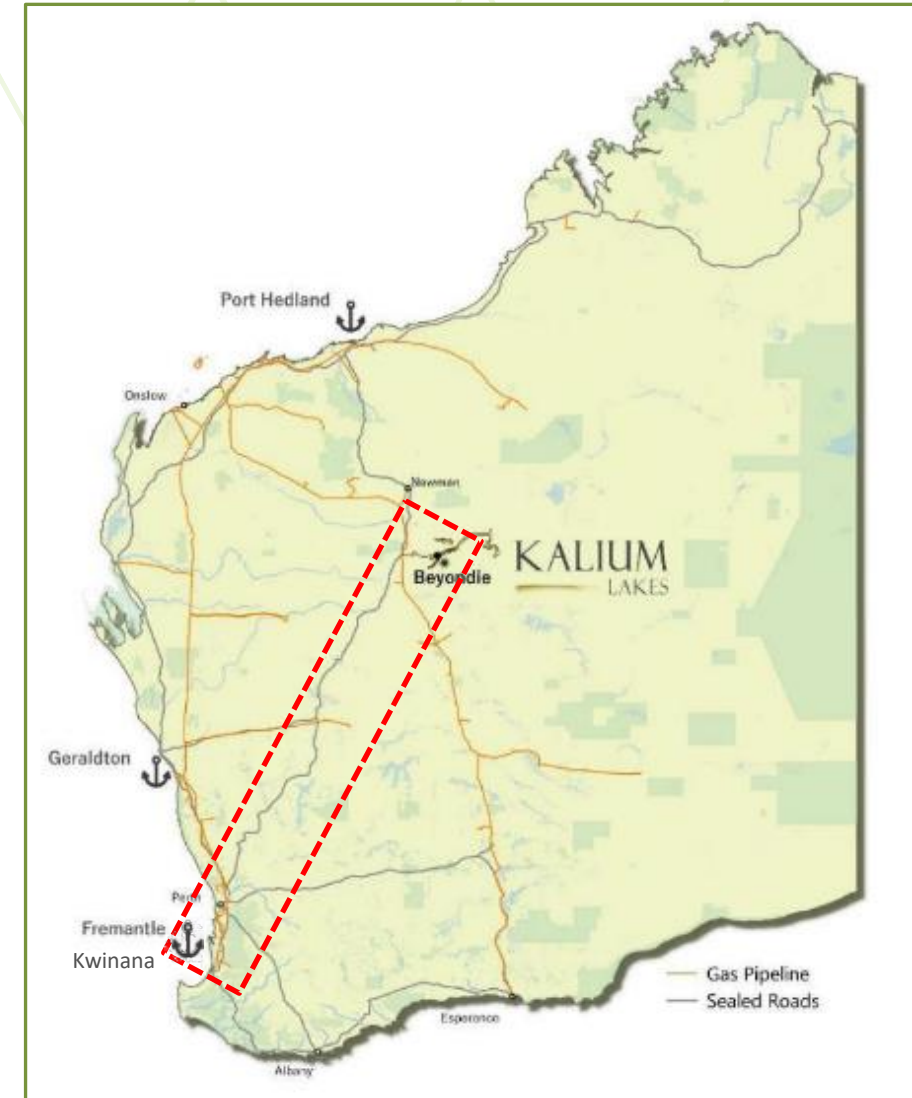 Port Hedland
Onslow
Newman
Beyondie
KALIUM
LAKES
Geraldton
Perth
Fremantle
Kwinana
Gas Pipeline
Sealed Roads
Esperance
Albany